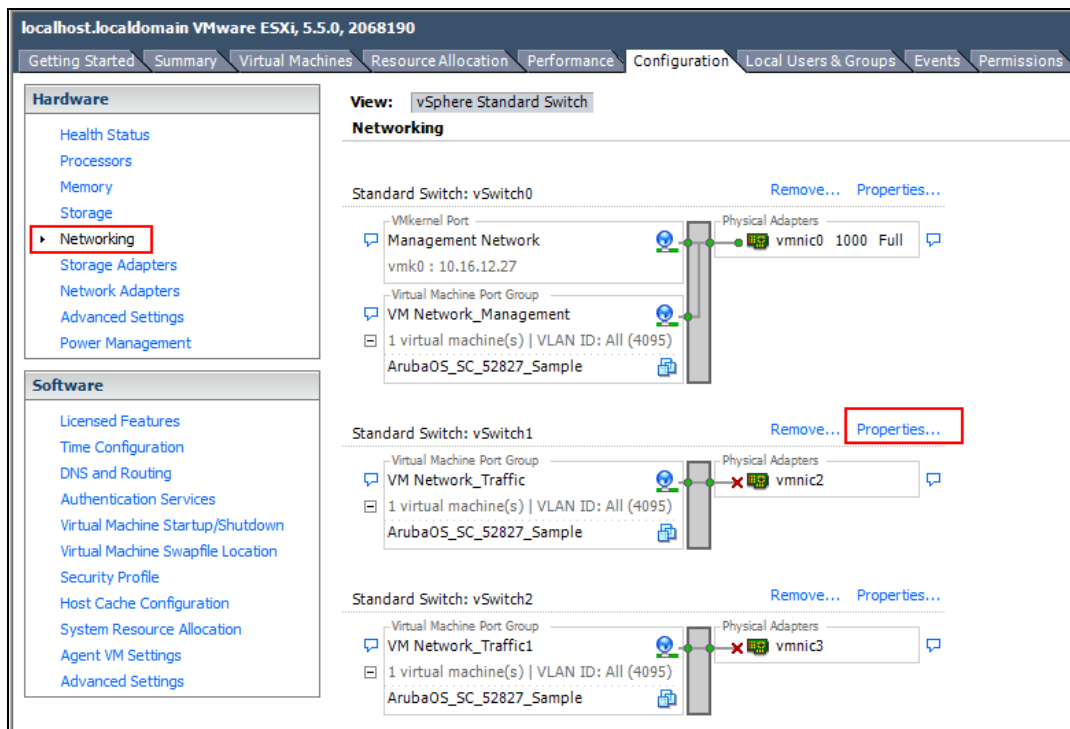 localhost.localdomain VMware ESXi, 5.5.0, 2068190
Getting Started Summary Virtual Machines Resource Allocation Performance Configuration Local Users & Groups Events Permissions
Hardware
Health Status
Processors
Memory
Storage
Networking
Storage Adapters
Network Adapters
Advanced Settings
Power Management
Software
Licensed Features
Time Configuration
DNS and Routing
Authentication Services
Virtual Machine Startup/Shutdown
Virtual Machine Swapfile Location
Security Profile
Host Cache Configuration
System Resource Allocation
Agent VM Settings
Advanced Settings
View: vSphere Standard Switch
Networking
Standard Switch: vSwitch0 Remove... Properties...
VMkernel Port Physical Adapters
Management Network vmnic0 1000 Full
vmk0 : 10.16.12.27
Virtual Machine Port Group
VM Network_Management
1 virtual machine(s) | VLAN ID: All (4095)
ArubaOS_SC_52827_Sample
Standard Switch: vSwitch1 Remove... Properties...
Virtual Machine Port Group Physical Adapters
VM Network_Traffic vmnic2
1 virtual machine(s) | VLAN ID: All (4095)
ArubaOS_SC_52827_Sample
Standard Switch: vSwitch2 Remove... Properties...
Virtual Machine Port Group Physical Adapters
VM Network_Traffic1 vmnic3
1 virtual machine(s) | VLAN ID: All (4095)
ArubaOS_SC_52827_Sample